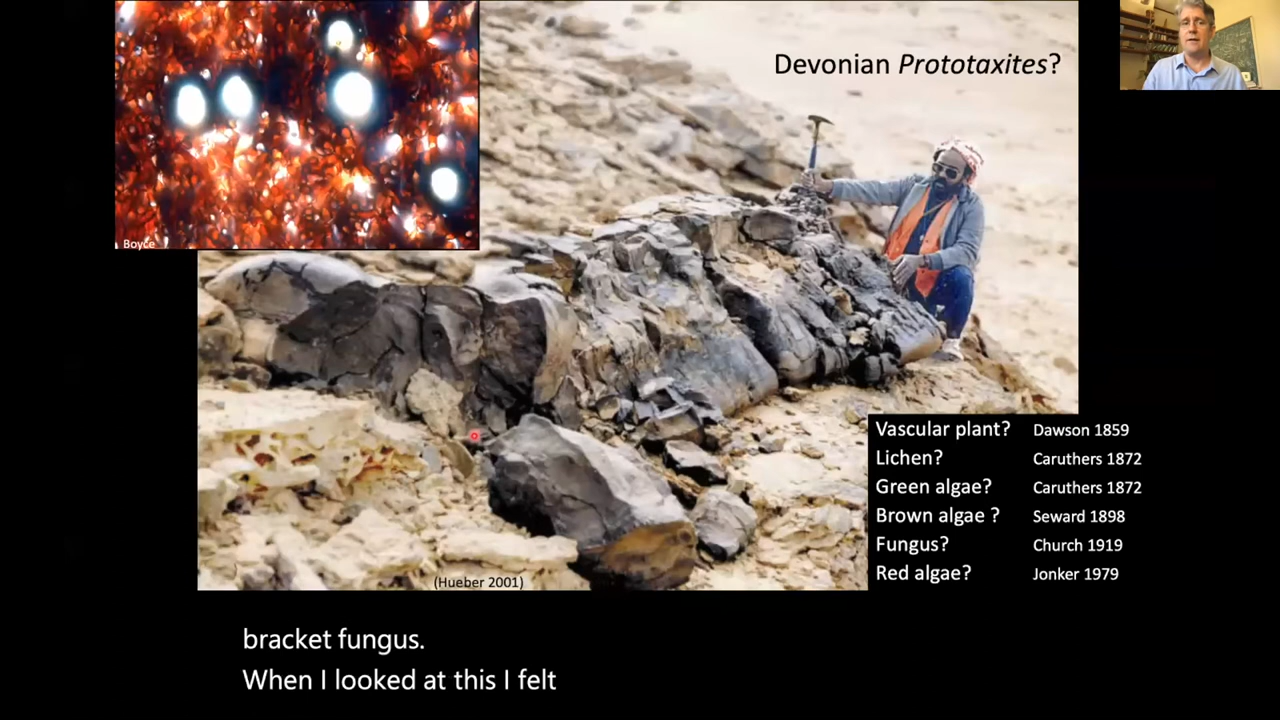 Devonian Prototaxites?
Boyce
Vascular plant? Dawson 1859
Lichen? Caruthers 1872
Green algae? Caruthers 1872
Brown algae ? Seward 1898
Fungus? Church 1919
Red algae? Jonker 1979
(Hueber 2001)
bracket fungus.
When I looked at this I felt